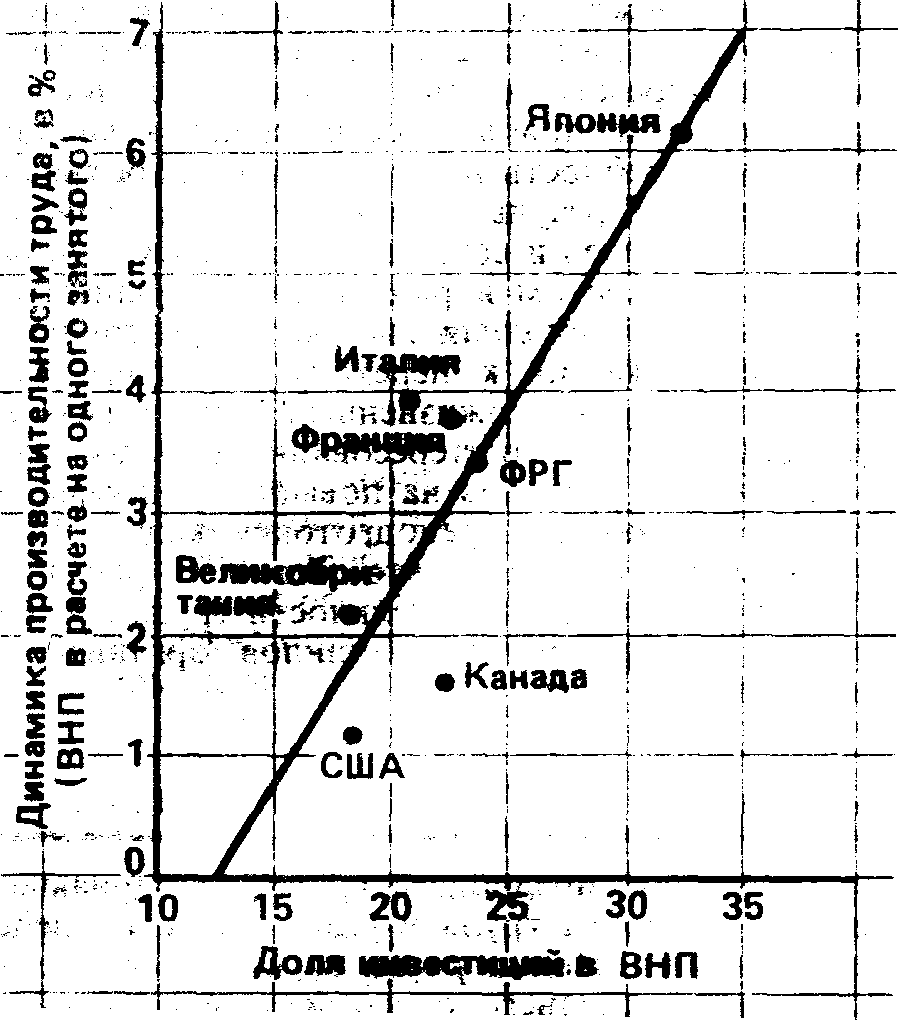 Динамика производительности труда, в %
(ВНП в расчете на одного занятого)
7
6
5
4
3
2
1
0
Япония
Италия
Франция
ФРГ
Великобри-
тания
Канада
США
10 15 20 25 30 35
Доля инвестиций в ВНП